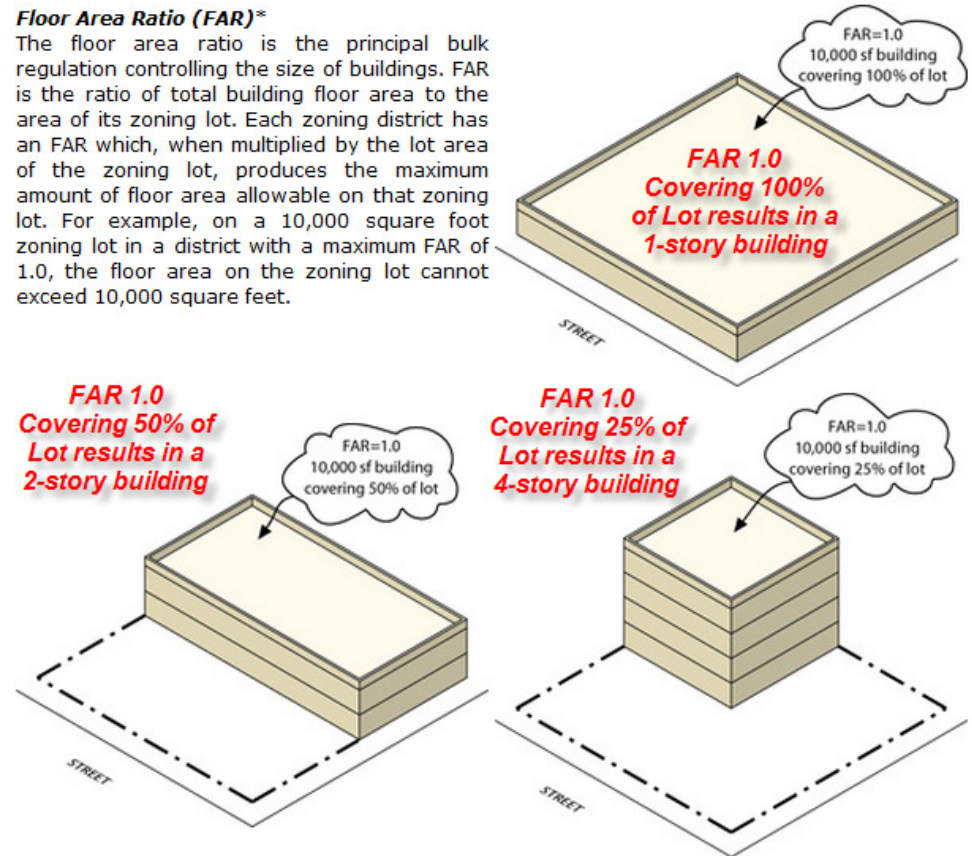 Floor Area Ratio (FAR)*
The floor area ratio is the principal bulk
regulation controlling the size of buildings. FAR
is the ratio of total building floor area to the
area of its zoning lot. Each zoning district has
an FAR which, when multiplied by the lot area
of the zoning lot, produces the maximum
amount of floor area allowable on that zoning
lot. For example, on a 10,000 square foot
zoning lot in a district with a maximum FAR of
1.0, the floor area on the zoning lot cannot
exceed 10,000 square feet.
FAR=1.0
10,000 sf building
covering 100% of lot
FAR 1.0
Covering 100%
of Lot results in a
1-story building
STREET
FAR 1.0
Covering 50% of
Lot results in a
2-story building
FAR=1.0
10,000 sf building
covering 50% of lot
STREET
FAR 1.0
Covering 25% of
Lot results in a
4-story building
FAR=1.0
10,000 sf building
covering 25% of lot
STREET